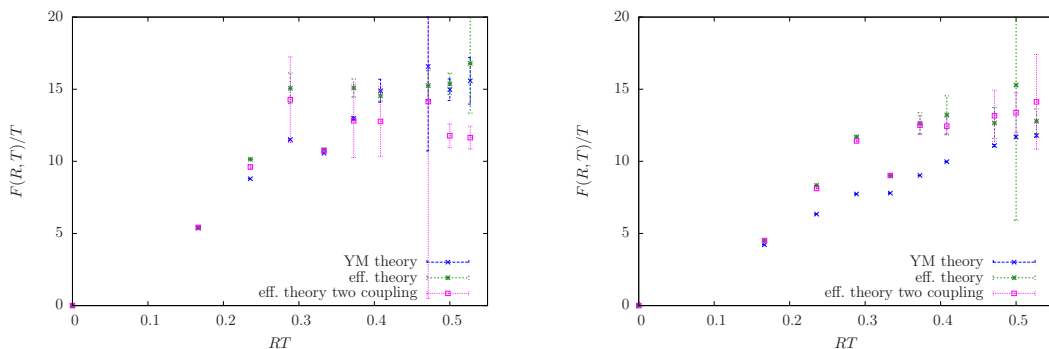 20
15
10
5
0
F(R, T)/T
0
0.1
0.2
0.3
0.4
0.5
RT
YM theory
eff. theory
eff. theory two coupling
20
15
10
5
0
F(R, T)/T
0
0.1
0.2
0.3
0.4
0.5
RT
YM theory
eff. theory
eff. theory two coupling